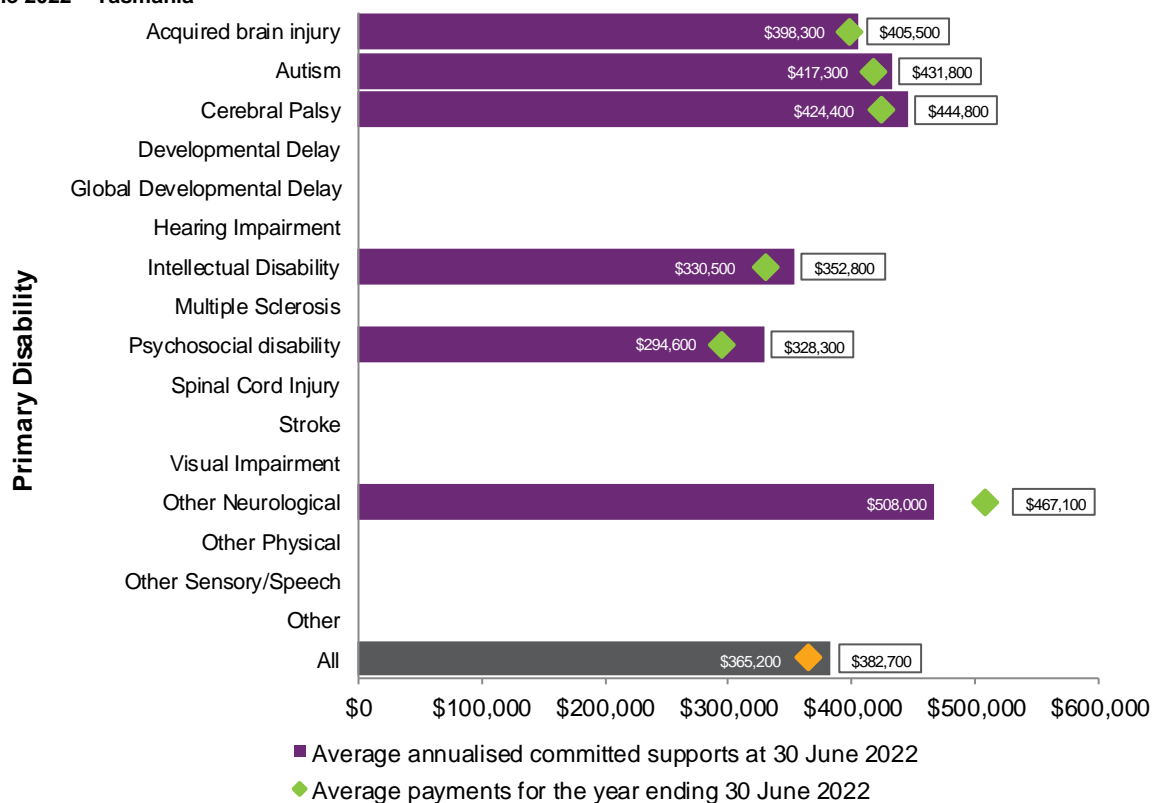 2022 Tasmania
Acquired brain injury $398,300 $405,500
Autism $417,300 $431,800
Cerebral Palsy $424,400 $444,800
Developmental Delay
Global Developmental Delay
Hearing Impairment
Intellectual Disability $330,500 $352,800
Multiple Sclerosis
Psychosocial disability $294,600 $328,300
Spinal Cord Injury
Stroke
Visual Impairment
Other Neurological $508,000 $467,100
Other Physical
Other Sensory/Speech
Other
All $365,200 $382,700
Primary Disability
$0 $100,000 $200,000 $300,000 $400,000 $500,000 $600,000
Average annualised committed supports at 30 June 2022
Average payments for the year ending 30 June 2022